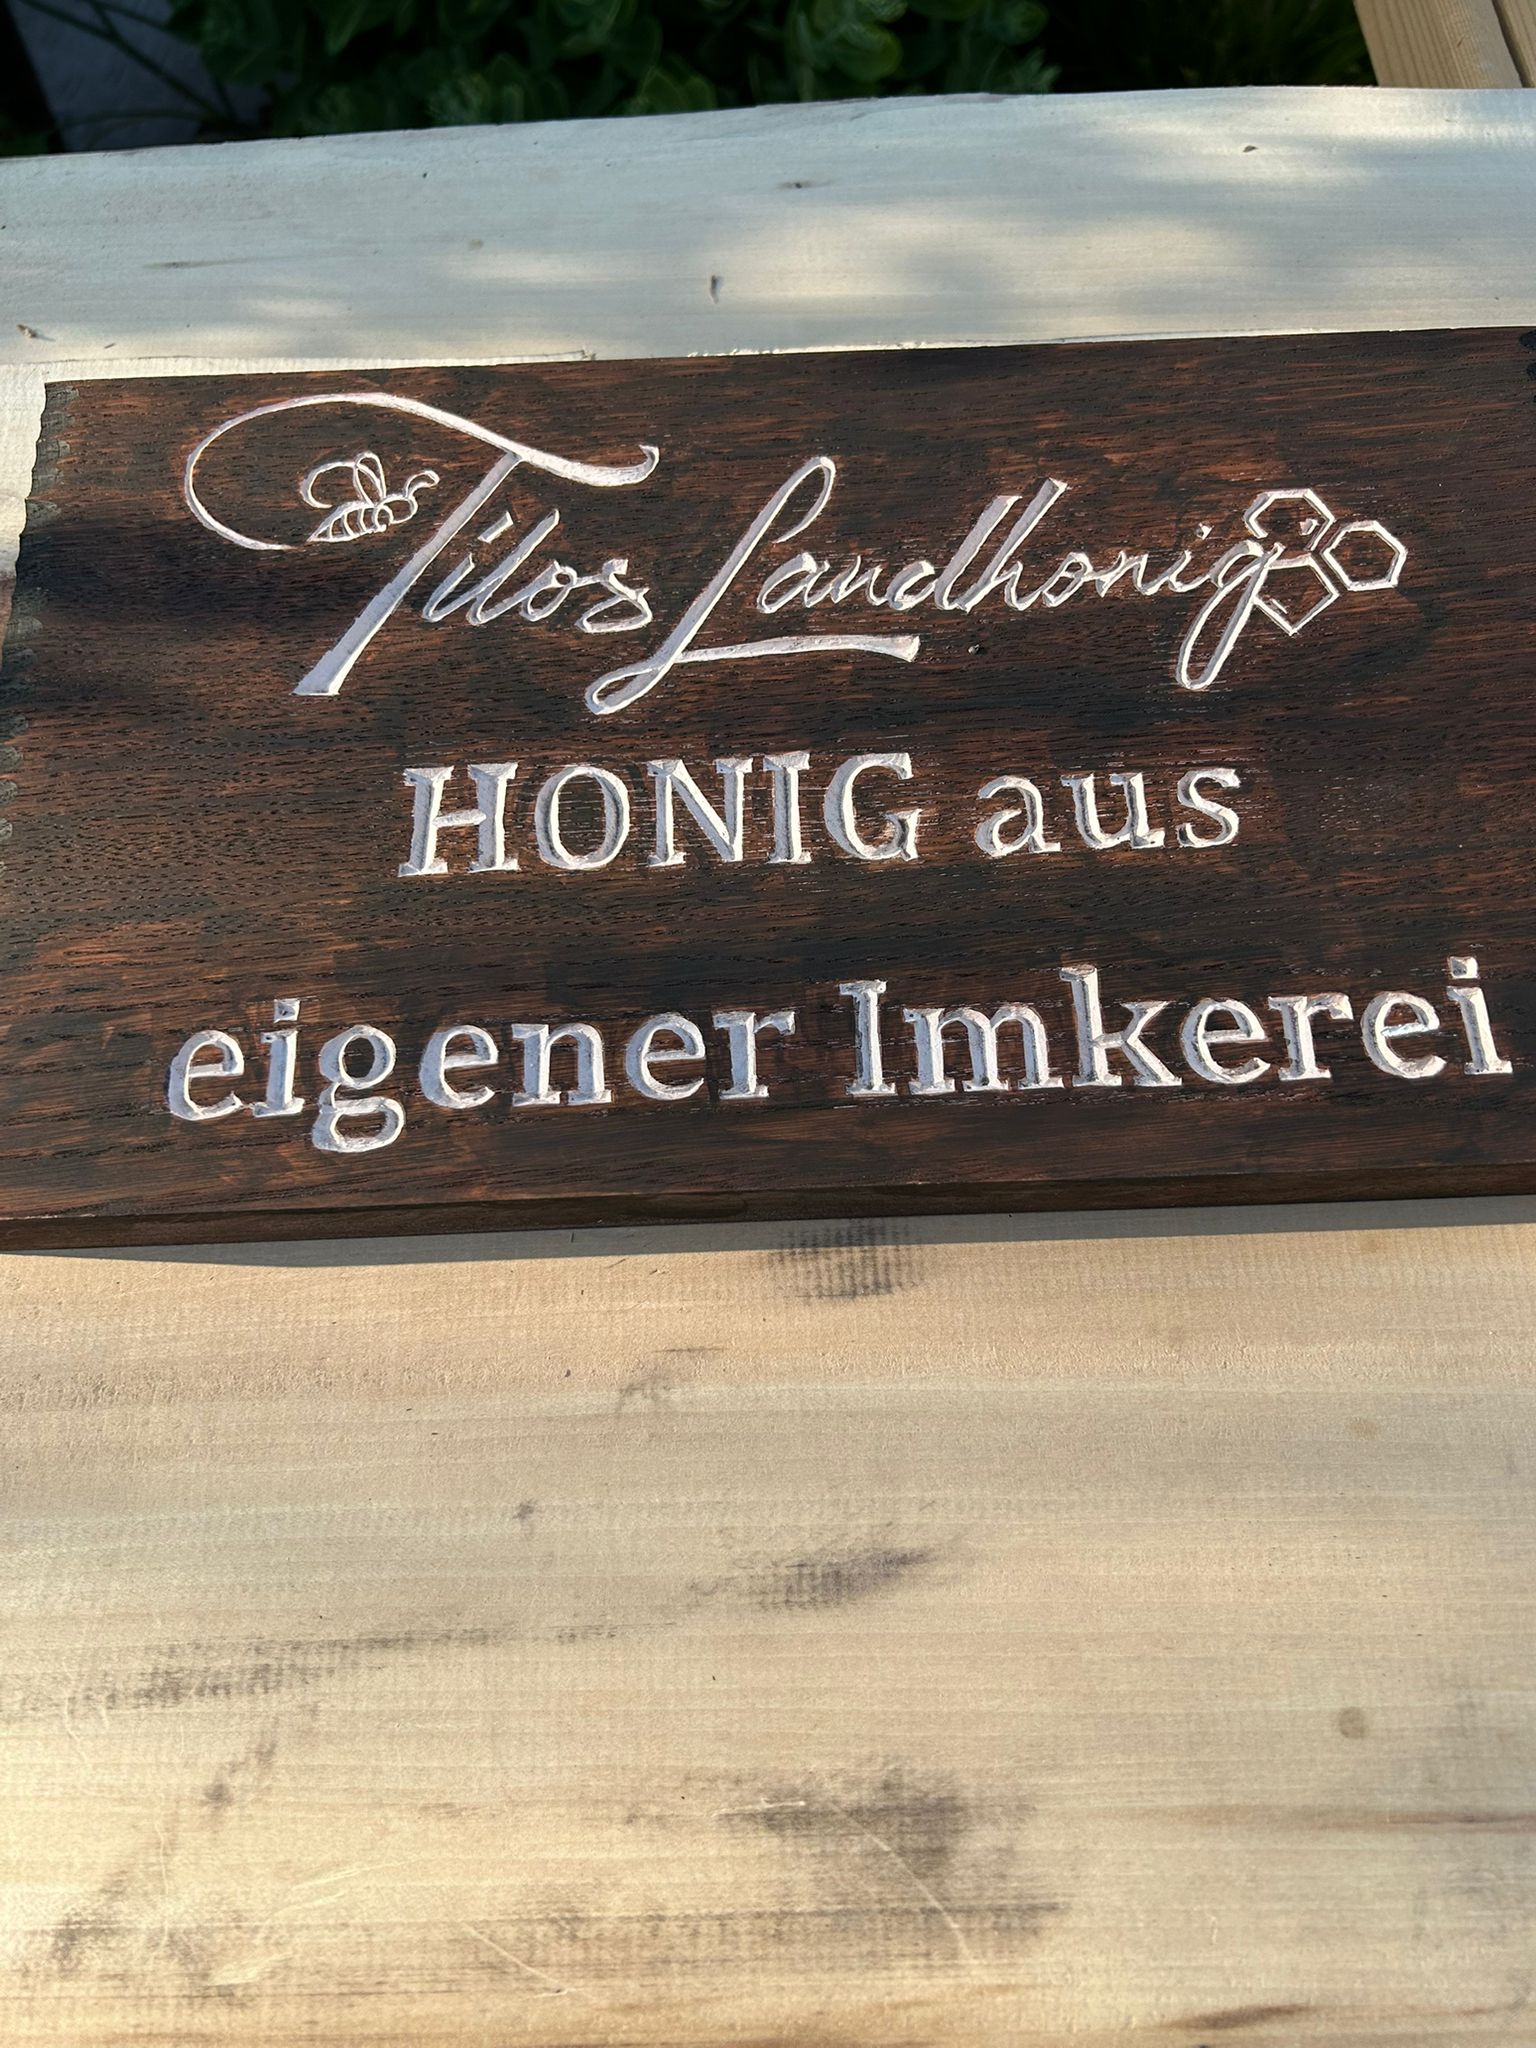 Tilos Landhonig
HONIG aus
eigener Imkerei